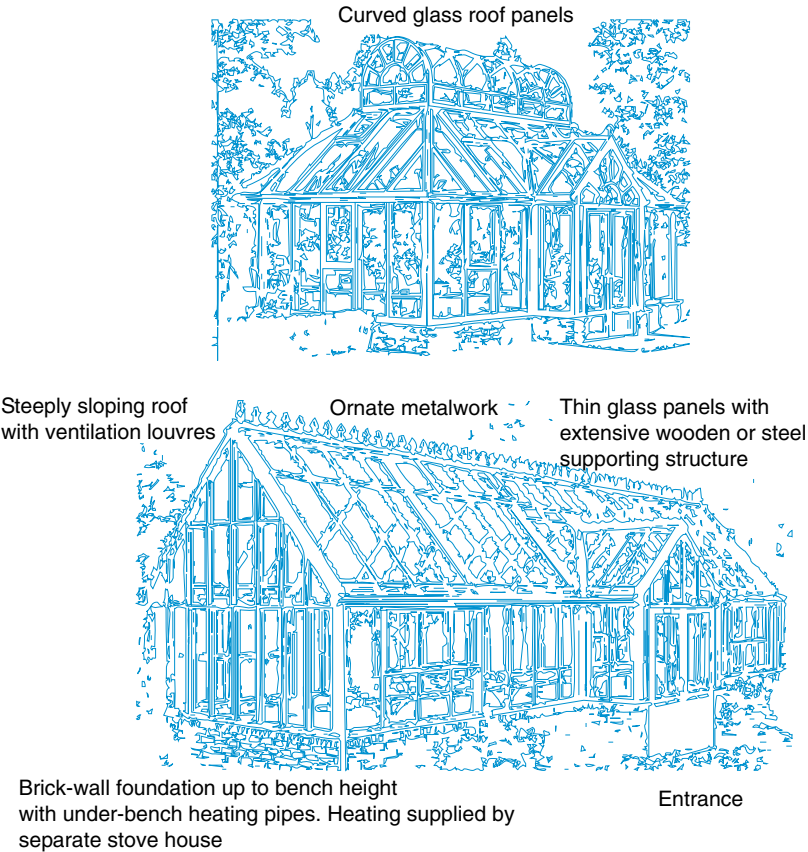 Curved glass roof panels
Steeply sloping roof
with ventilation louvres
Ornate metalwork
Thin glass panels with
extensive wooden or steel
supporting structure
Brick-wall foundation up to bench height
with under-bench heating pipes. Heating supplied by
separate stove house
Entrance